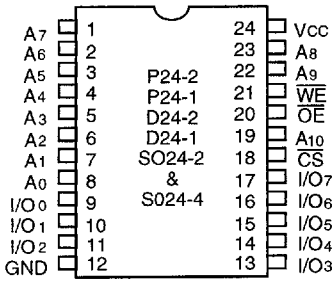 A7 1 24 VCC
A6 2 23 A8
A5 3 P24-2 22 A9
A4 4 P24-1 21 WE
A3 5 D24-2 20 OE
A2 6 D24-1 19 A10
A1 7 SO24-2 18 CS
A0 8 & 17 I/O7
I/O0 9 S024-4 16 I/O6
I/O1 10 15 I/O5
I/O2 11 14 I/O4
GND 12 13 I/O3